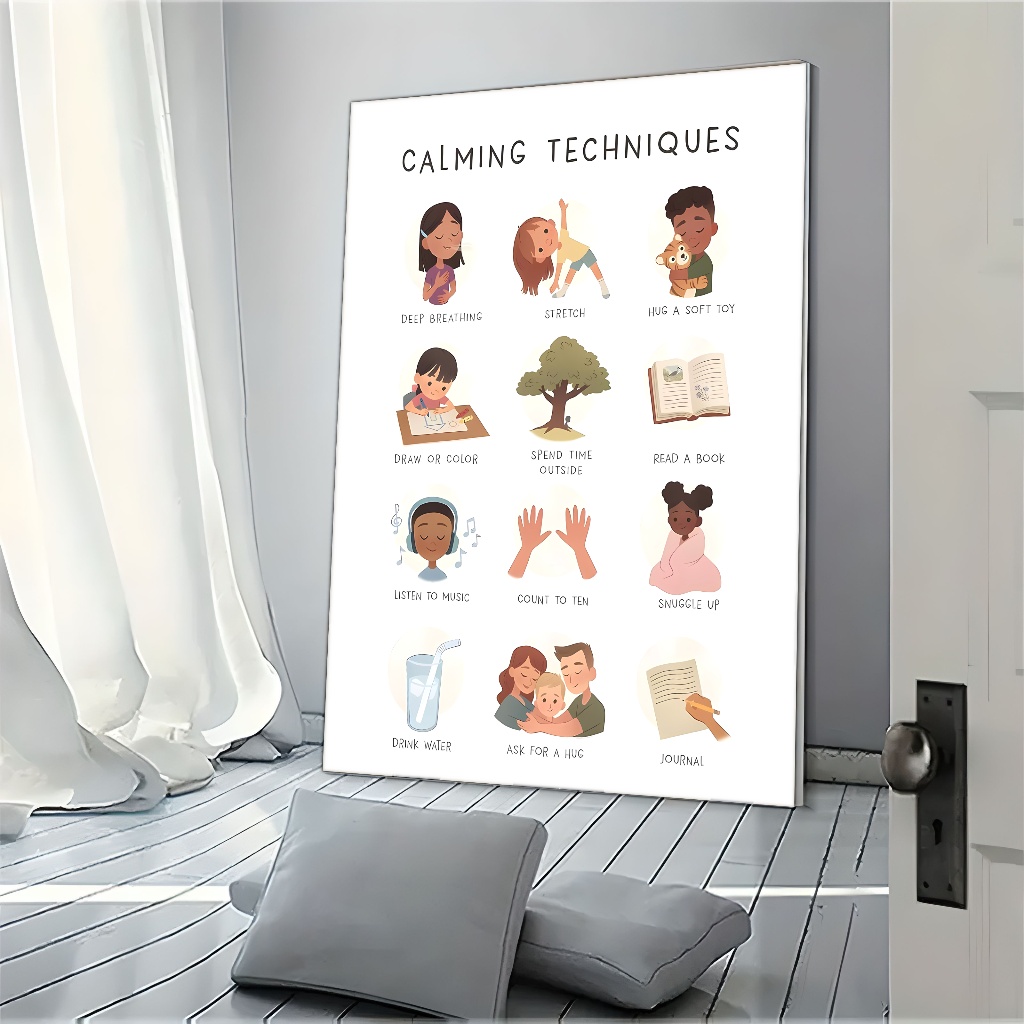 CALMING TECHNIQUES
DEEP BREATHING
STRETCH
HUG A SOFT TOY
DRAW OR COLOR
SPEND TIME
OUTSIDE
READ A BOOK
LISTEN TO MUSIC
COUNT TO TEN
SNUGGLE UP
DRINK WATER
ASK FOR A HUG
JOURNAL